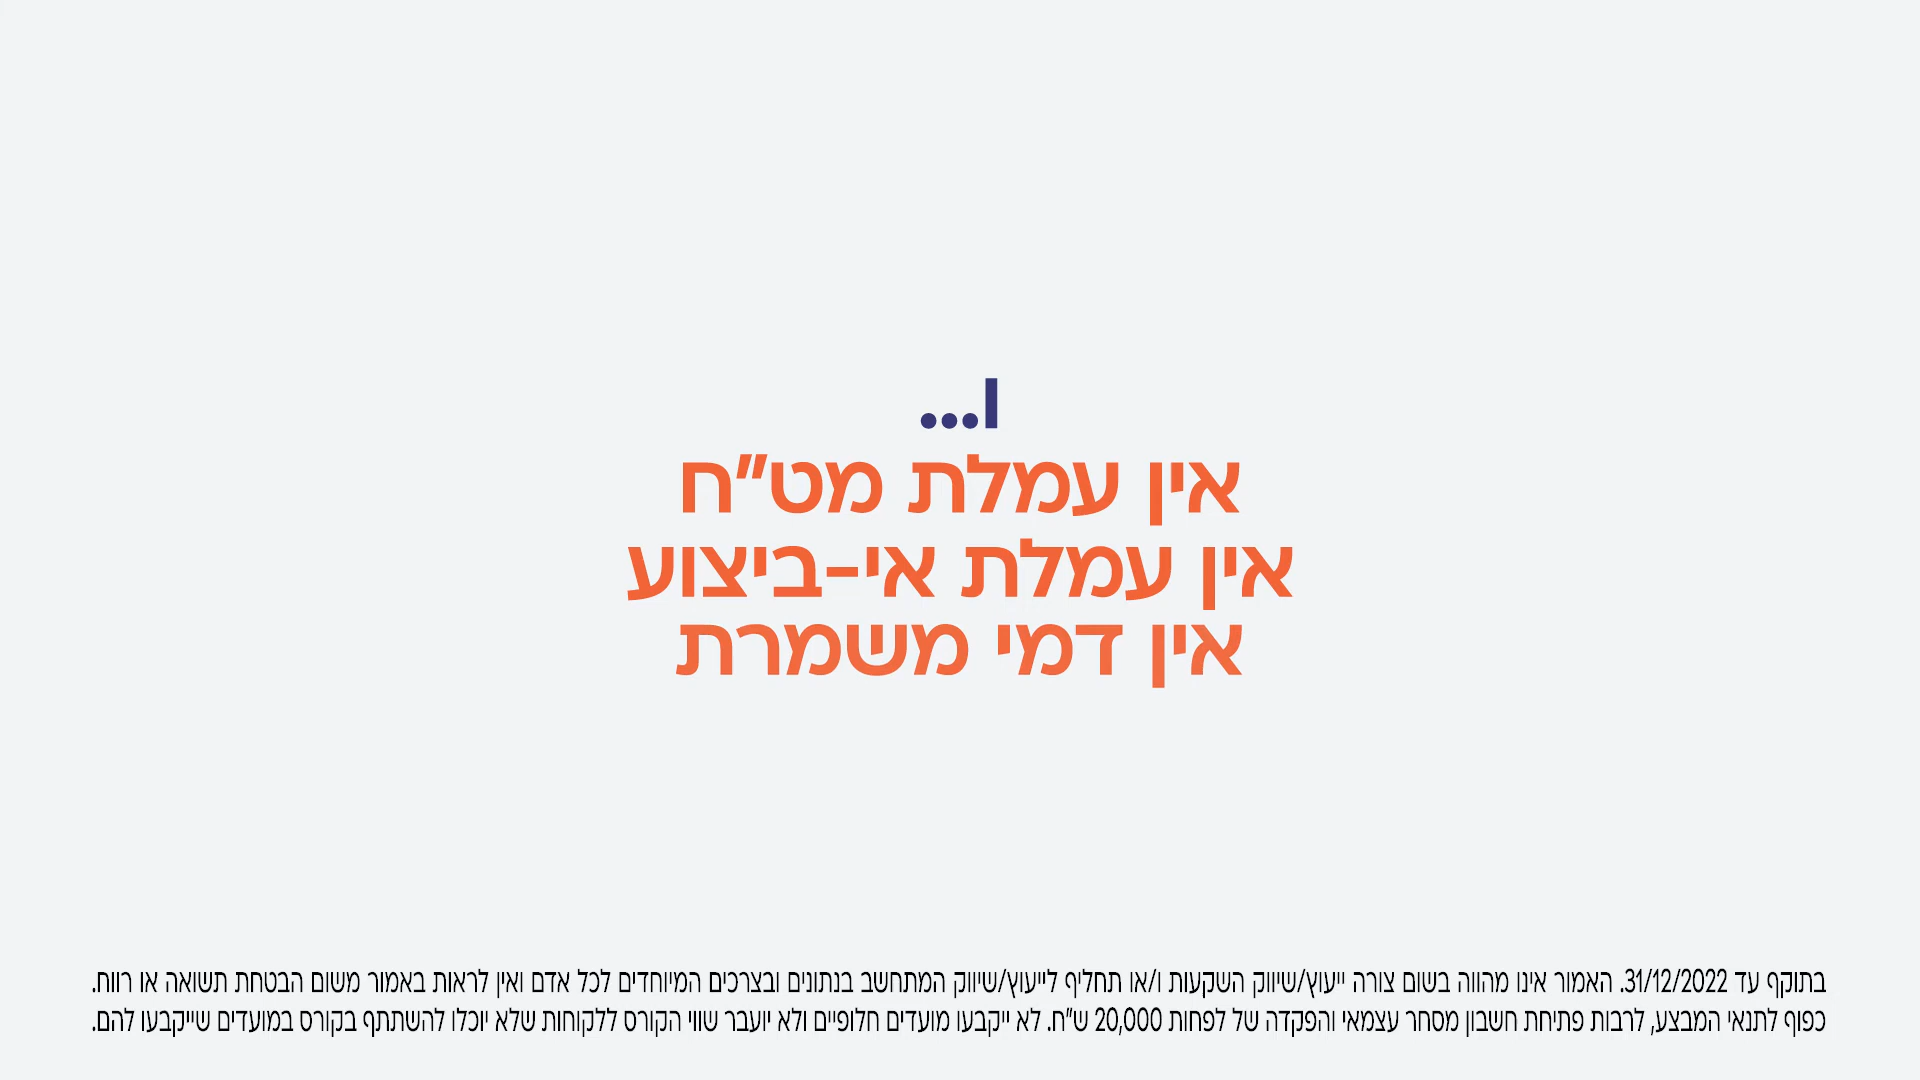 ו...
אין עמלת מט"ח
אין עמלת אי-ביצוע
אין דמי משמרת
בתוקף עד 31/12/2022. האמור אינו מהווה בשום צורה ייעוץ/שיווק השקעות ו/או תחליף לייעוץ/שיווק המתחשב בנתונים ובצרכים המיוחדים לכל אדם ואין לראות באמור משום הבטחת תשואה או רווח.
כפוף לתנאי המבצע, לרבות פתיחת חשבון מסחר עצמאי והפקדה של לפחות 20,000 ש"ח. לא ייקבעו מועדים חלופיים ולא יועבר שווי הקורס ללקוחות שלא יוכלו להשתתף בקורס במועדים שייקבעו להם.